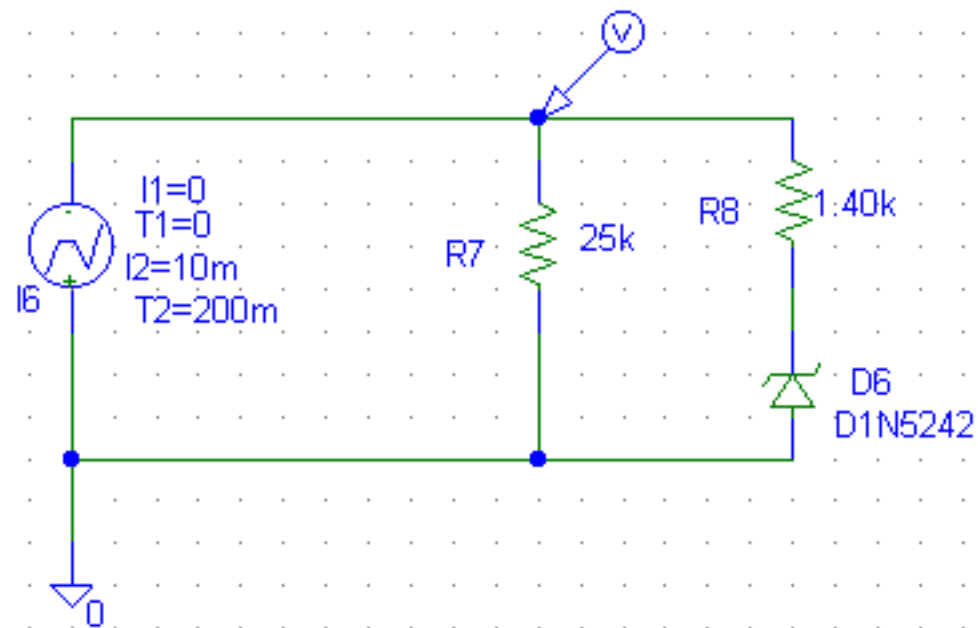 V
I1=0
T1=0
I2=10m
T2=200m
I6
-
+
R7
25k
R8
1.40k
D6
D1N5242
0